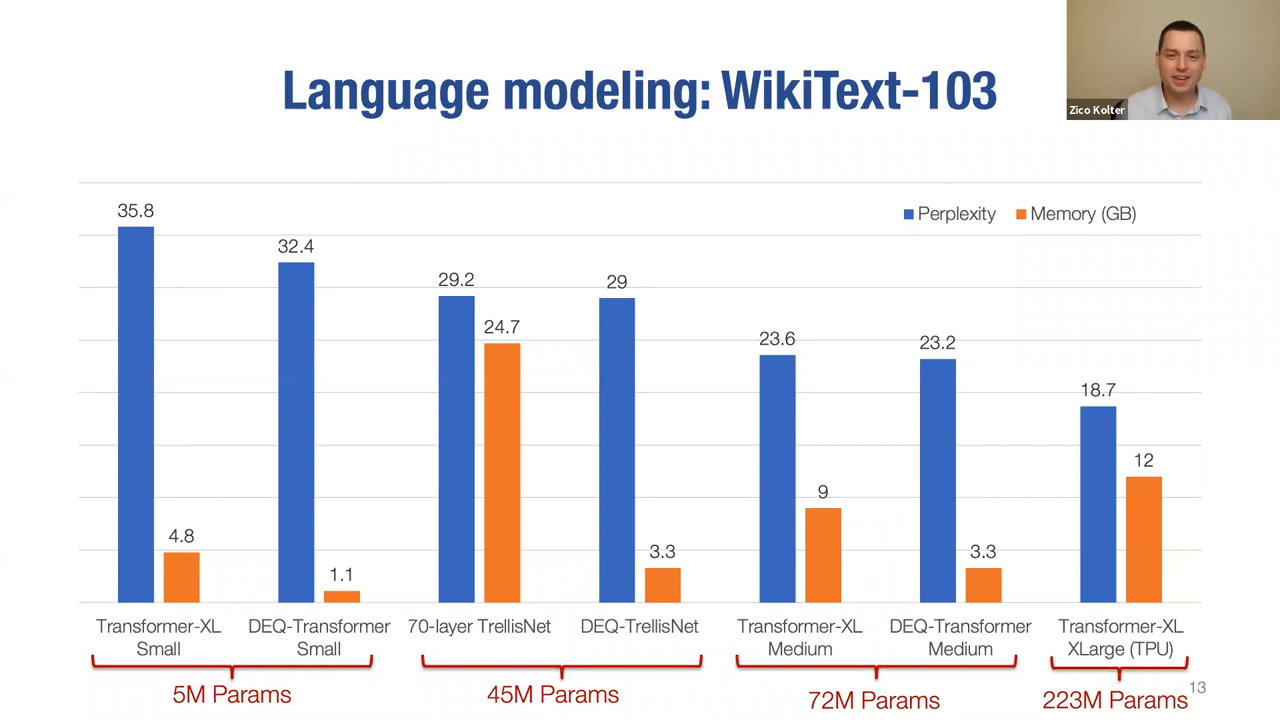 Language modeling: WikiText-103
Zico Kolter
Perplexity Memory (GB)
35.8
32.4
29.2
29
24.7
23.6
23.2
18.7
4.8
1.1
3.3
9
3.3
12
Transformer-XL Small
DEQ-Transformer Small
70-layer TrellisNet
DEQ-TrellisNet
Transformer-XL Medium
DEQ-Transformer Medium
Transformer-XL XLarge (TPU)
5M Params
45M Params
72M Params
223M Params
13